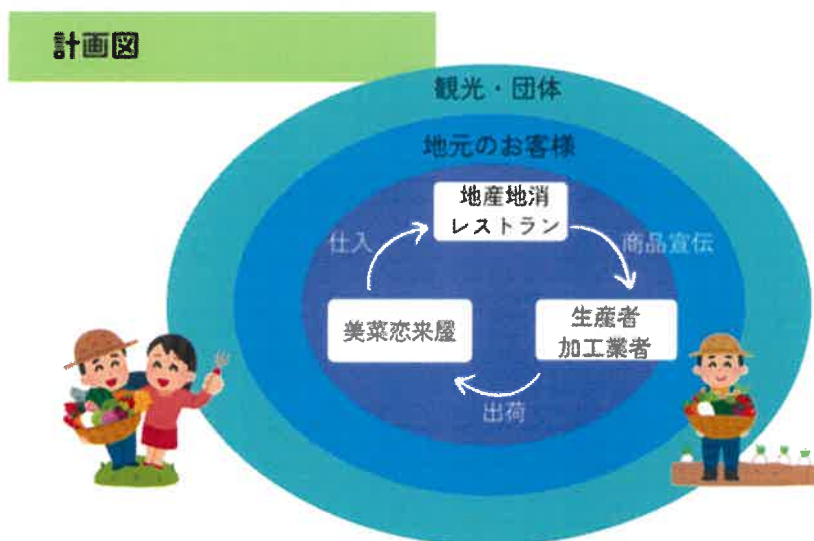 計画図
観光・団体
地元のお客様
地産地消
レストラン
仕入
商品宣伝
美菜恋来屋
生産者
加工業者
出荷